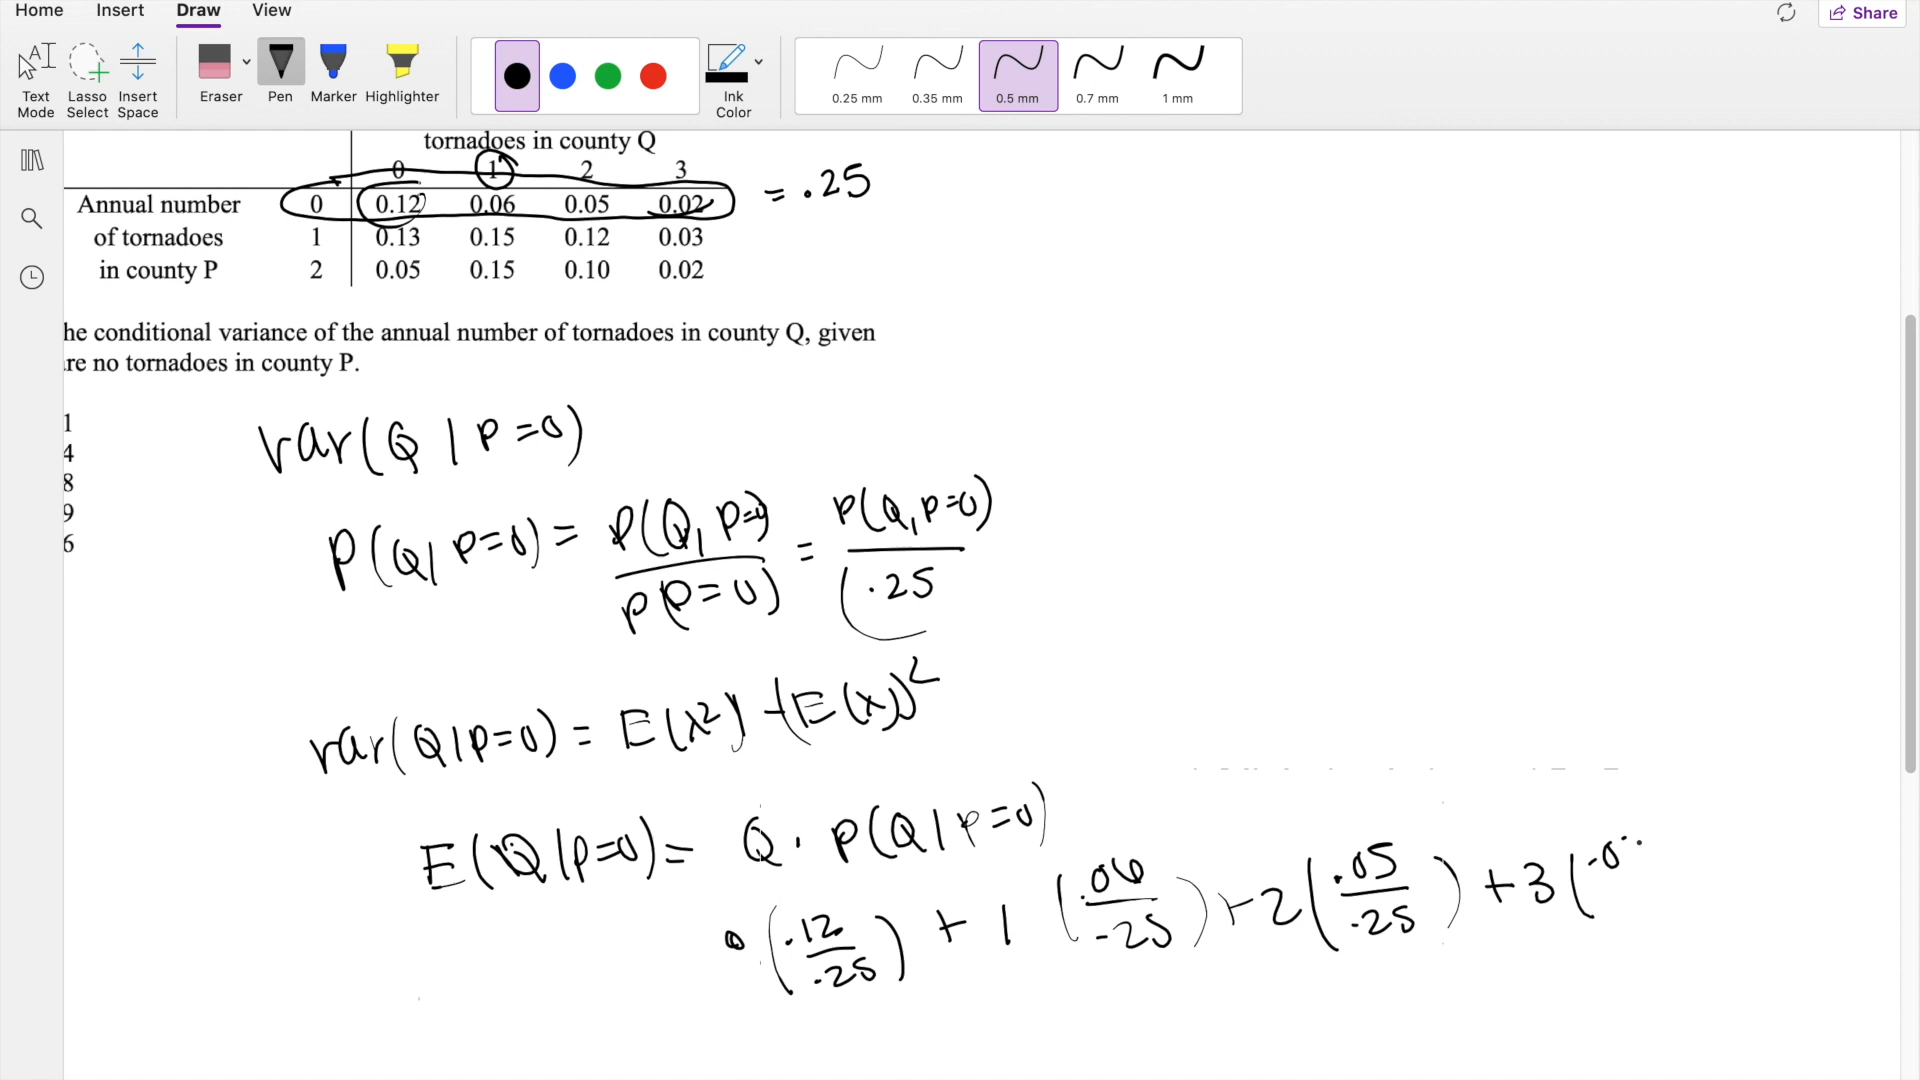 Home Insert Draw View Share
Text Mode Lasso Select Insert Space Eraser Pen Marker Highlighter Ink Color 0.25 mm 0.35 mm 0.5 mm 0.7 mm 1 mm
tornadoes in county Q
0 1 2 3
Annual number 0 0.12 0.06 0.05 0.02 = .25
of tornadoes 1 0.13 0.15 0.12 0.03
in county P 2 0.05 0.15 0.10 0.02
he conditional variance of the annual number of tornadoes in county Q, given
re no tornadoes in county P.
1
4
8
9
6
var(Q | P=0)
P(Q| P=0) = P(Q, P=0) / P(P=0) = P(Q, P=0) / (.25
var(Q|P=0) = E(x²) - (E(x))²
E(Q|P=0) = Q · P(Q|P=0)
0 (.12/.25) + 1 (.06/.25) + 2 (.05/.25) + 3 (.0